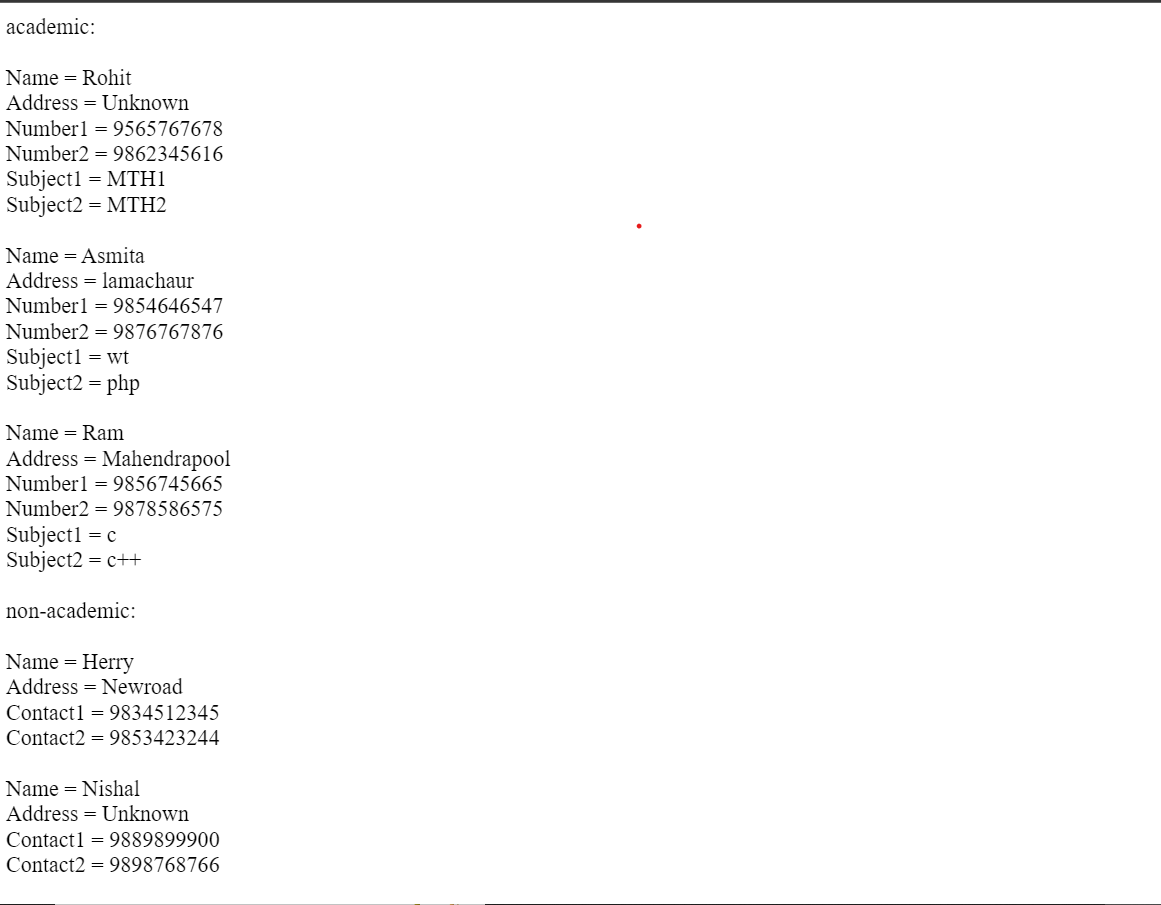 academic:
Name = Rohit
Address = Unknown
Number1 = 9565767678
Number2 = 9862345616
Subject1 = MTH1
Subject2 = MTH2
Name = Asmita
Address = lamachaur
Number1 = 9854646547
Number2 = 9876767876
Subject1 = wt
Subject2 = php
Name = Ram
Address = Mahendrapool
Number1 = 9856745665
Number2 = 9878586575
Subject1 = c
Subject2 = c++
non-academic:
Name = Herry
Address = Newroad
Contact1 = 9834512345
Contact2 = 9853423244
Name = Nishal
Address = Unknown
Contact1 = 9889899900
Contact2 = 9898768766